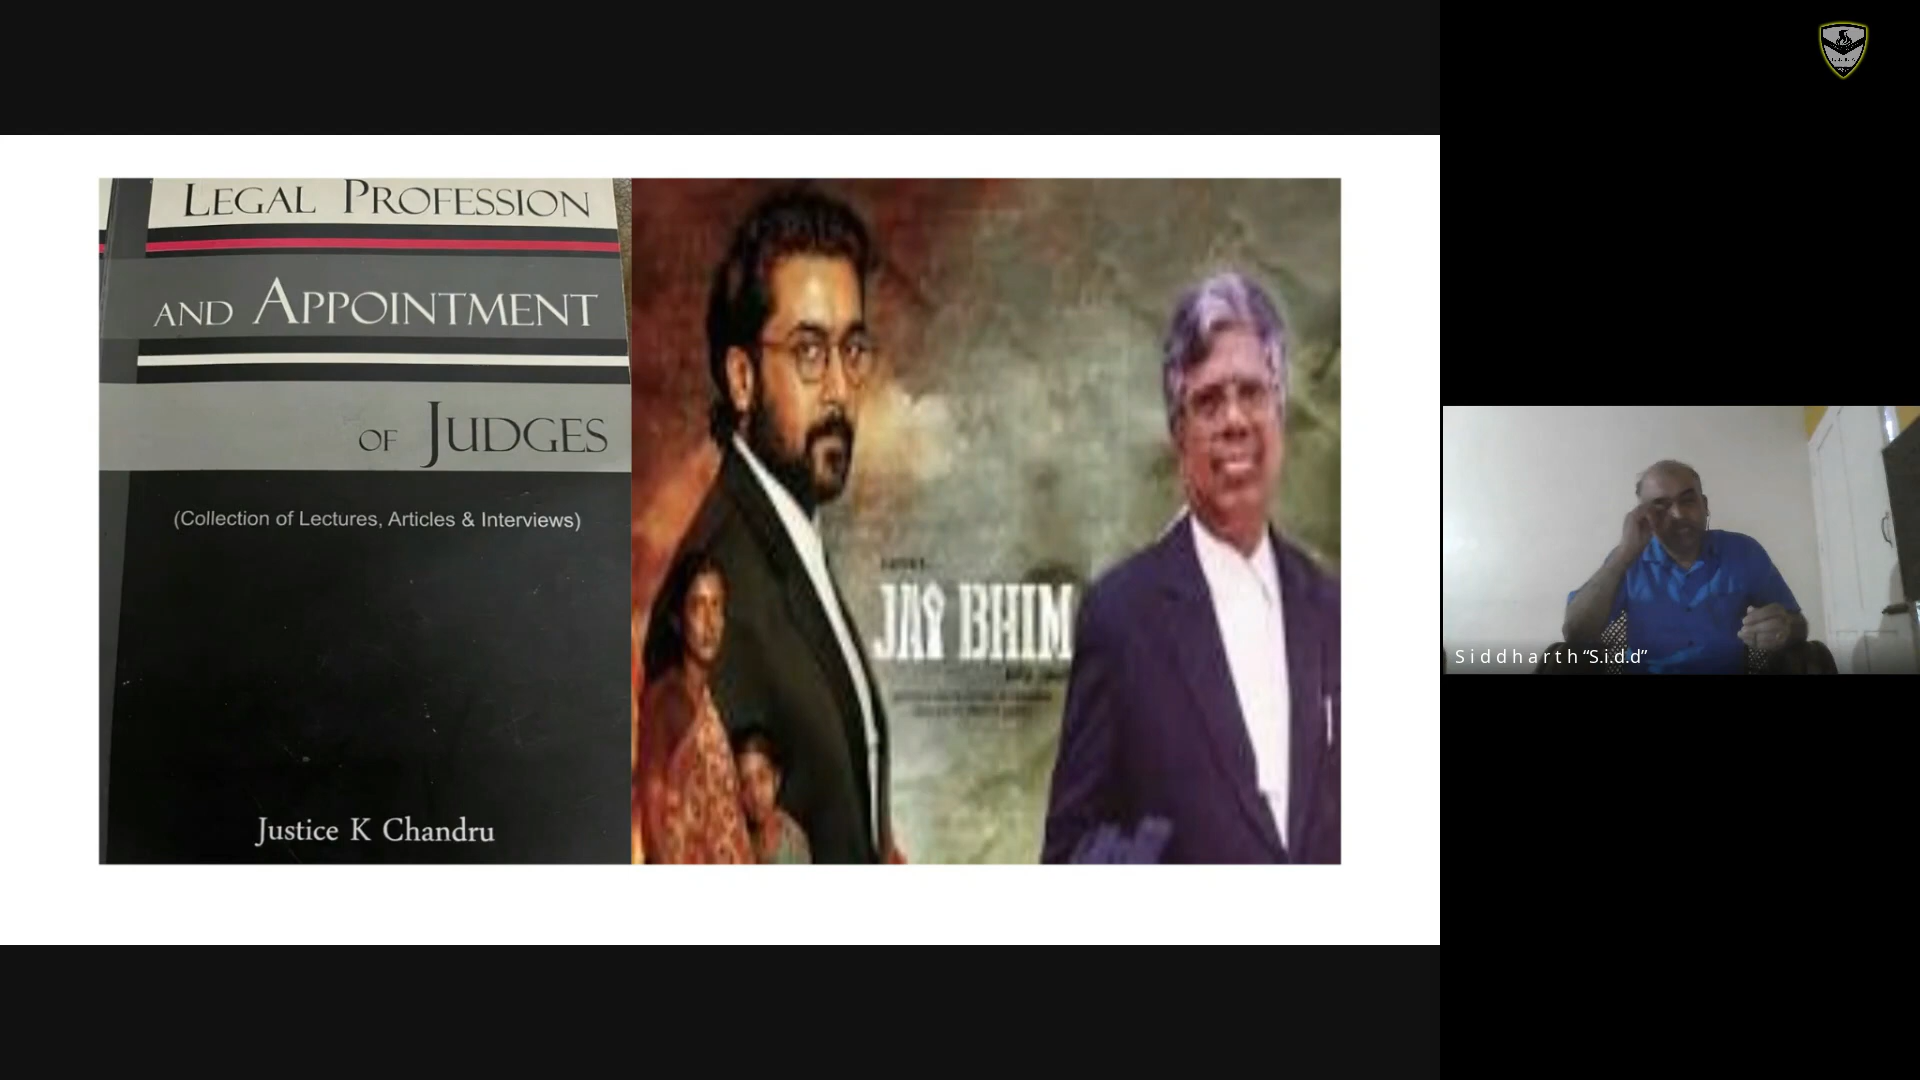 LEGAL PROFESSION
AND APPOINTMENT
OF JUDGES
(Collection of Lectures, Articles & Interviews)
Justice K Chandru
JAI BHIM
Siddharth “S.i.d.d”